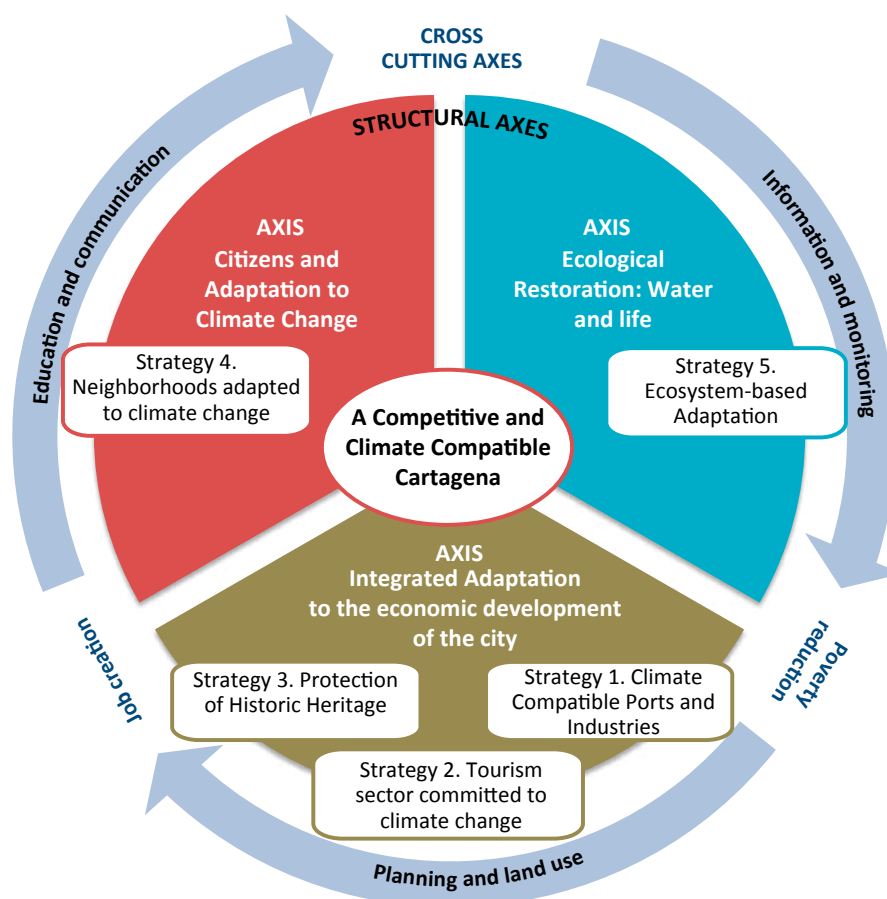 CROSS
CUTTING AXES
STRUCTURAL AXES
Education and communication
Information and monitoring
AXIS
Citizens and
Adaptation to
Climate Change
Strategy 4.
Neighborhoods adapted
to climate change
AXIS
Ecological
Restoration: Water
and life
Strategy 5.
Ecosystem-based
Adaptation
A Competitive and
Climate Compatible
Cartagena
AXIS
Integrated Adaptation
to the economic development
of the city
Strategy 3. Protection
of Historic Heritage
Strategy 1. Climate
Compatible Ports and
Industries
Strategy 2. Tourism
sector committed to
climate change
Job creation
Poverty
reduction
Planning and land use